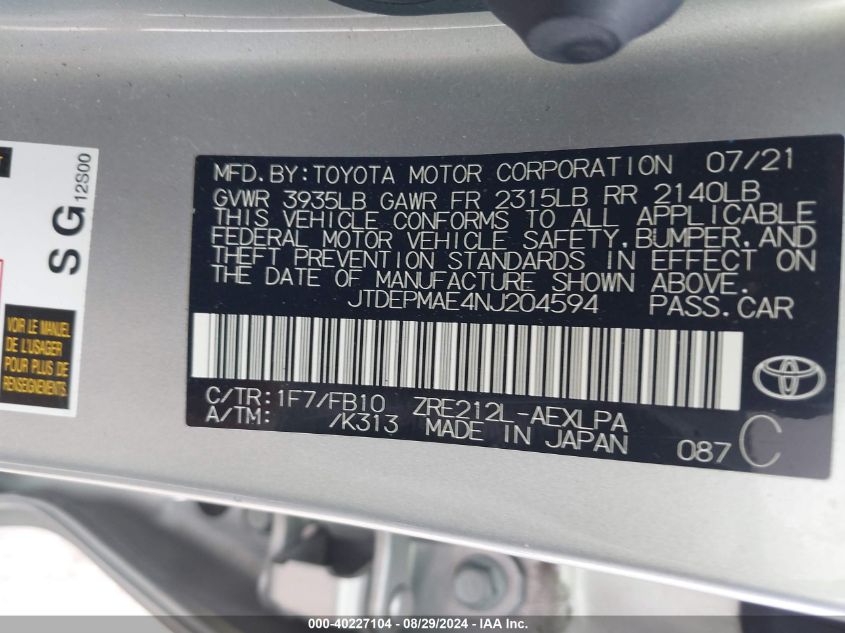 SG
12S00
VOIR LE MANUEL
DE L'USAGER
POUR PLUS DE
RENSEIGNEMENTS.
MFD.BY:TOYOTA MOTOR CORPORATION 07/21
GVWR 3935LB GAWR FR 2315LB RR 2140LB
THIS VEHICLE CONFORMS TO ALL APPLICABLE
FEDERAL MOTOR VEHICLE SAFETY,BUMPER,AND
THEFT PREVENTION STANDARDS IN EFFECT ON
THE DATE OF MANUFACTURE SHOWN ABOVE.
JTDEPMAE4NJ204594 PASS.CAR
C/TR:1F7/FB10 ZRE212L-AEXLPA
A/TM: /K313 MADE IN JAPAN 087 C
000-40227104 - 08/29/2024 - IAAI.com